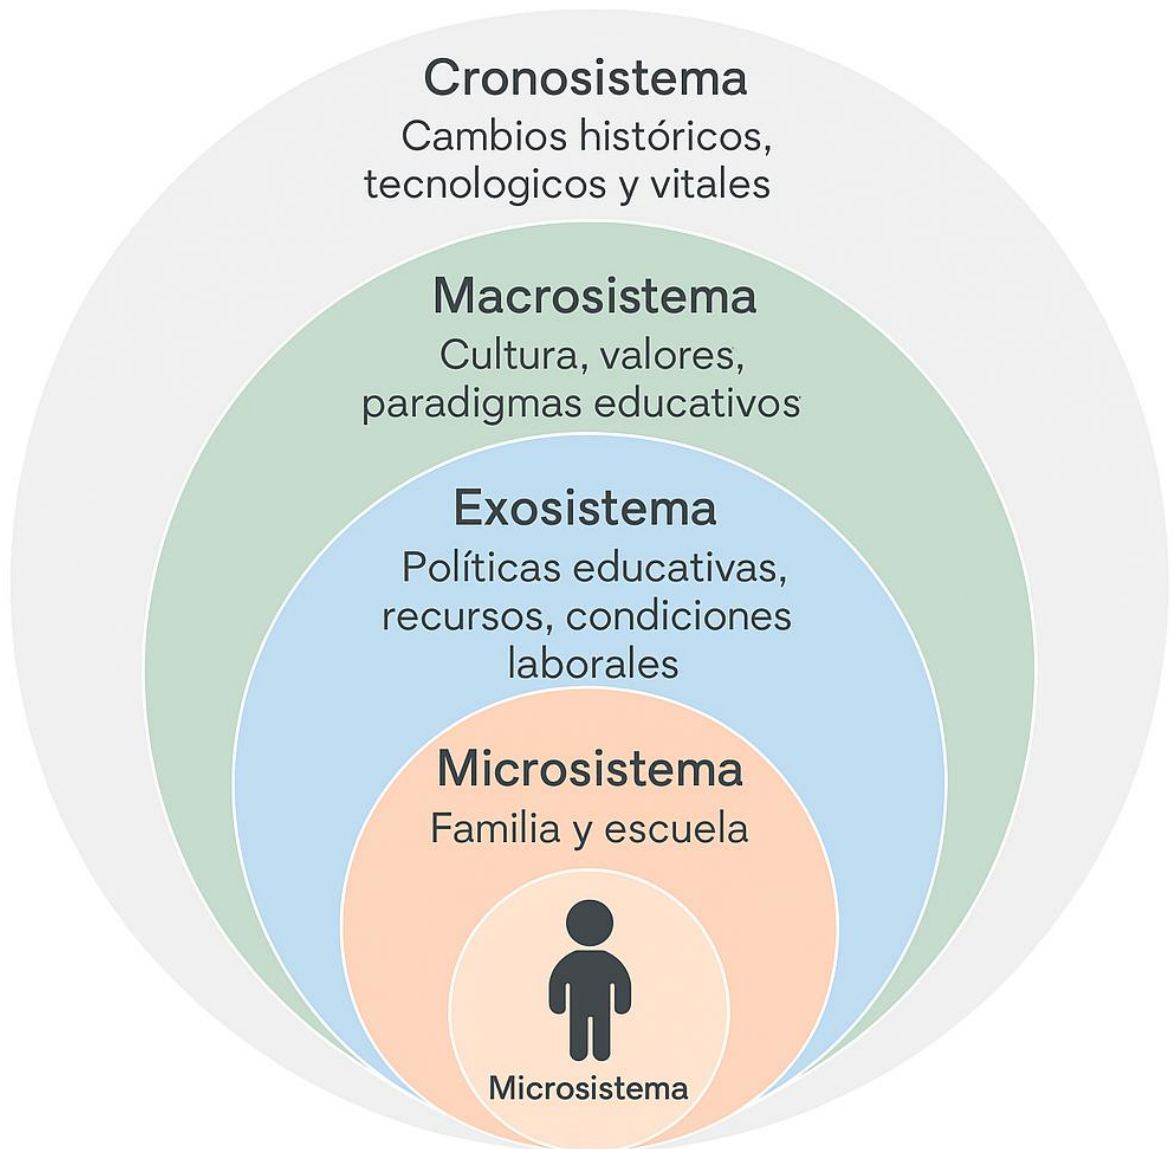 Cronosistema
Cambios históricos,
tecnologicos y vitales
Macrosistema
Cultura, valores,
paradigmas educativos
Exosistema
Políticas educativas,
recursos, condiciones
laborales
Microsistema
Familia y escuela
Microsistema